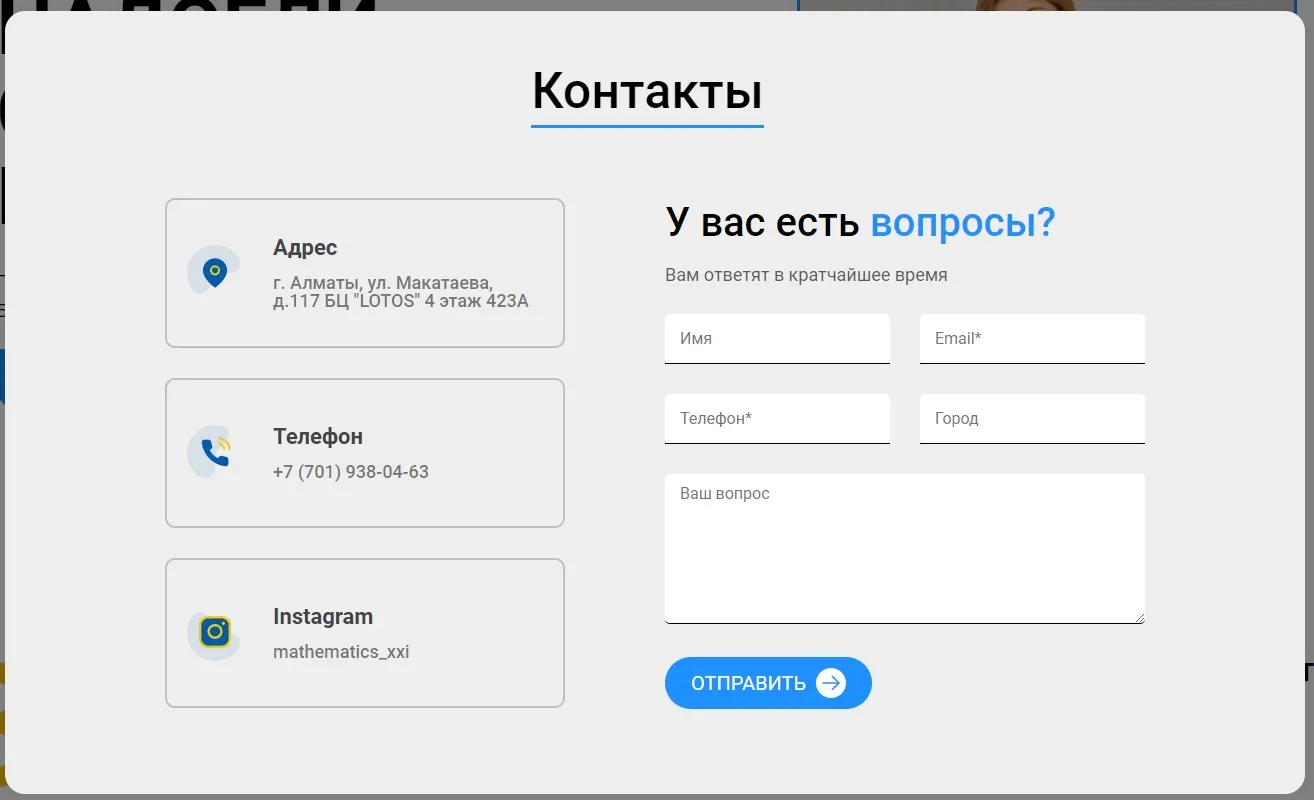 Контакты
Адрес
г. Алматы, ул. Макатаева,
д.117 БЦ "LOTOS" 4 этаж 423А
Телефон
+7 (701) 938-04-63
Instagram
mathematics_xxi
У вас есть вопросы?
Вам ответят в кратчайшее время
Имя
Email*
Телефон*
Город
Ваш вопрос
ОТПРАВИТЬ